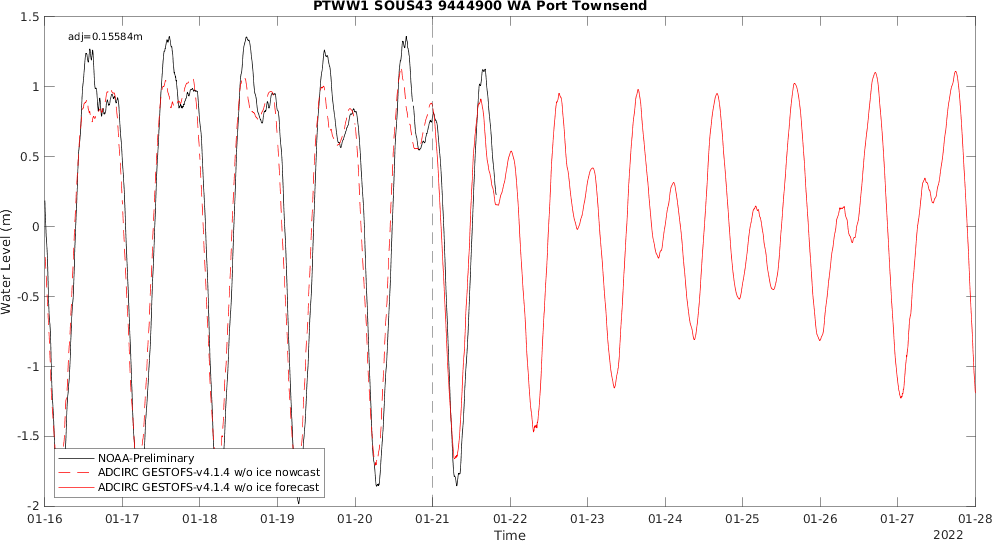 PTWW1 SOUS43 9444900 WA Port Townsend
adj=0.15584m
1.5
1
0.5
0
-0.5
-1
-1.5
-2
Water Level (m)
NOAA-Preliminary
ADCIRC GESTOFS-v4.1.4 w/o ice nowcast
ADCIRC GESTOFS-v4.1.4 w/o ice forecast
01-16 01-17 01-18 01-19 01-20 01-21 01-22 01-23 01-24 01-25 01-26 01-27 01-28
Time
2022